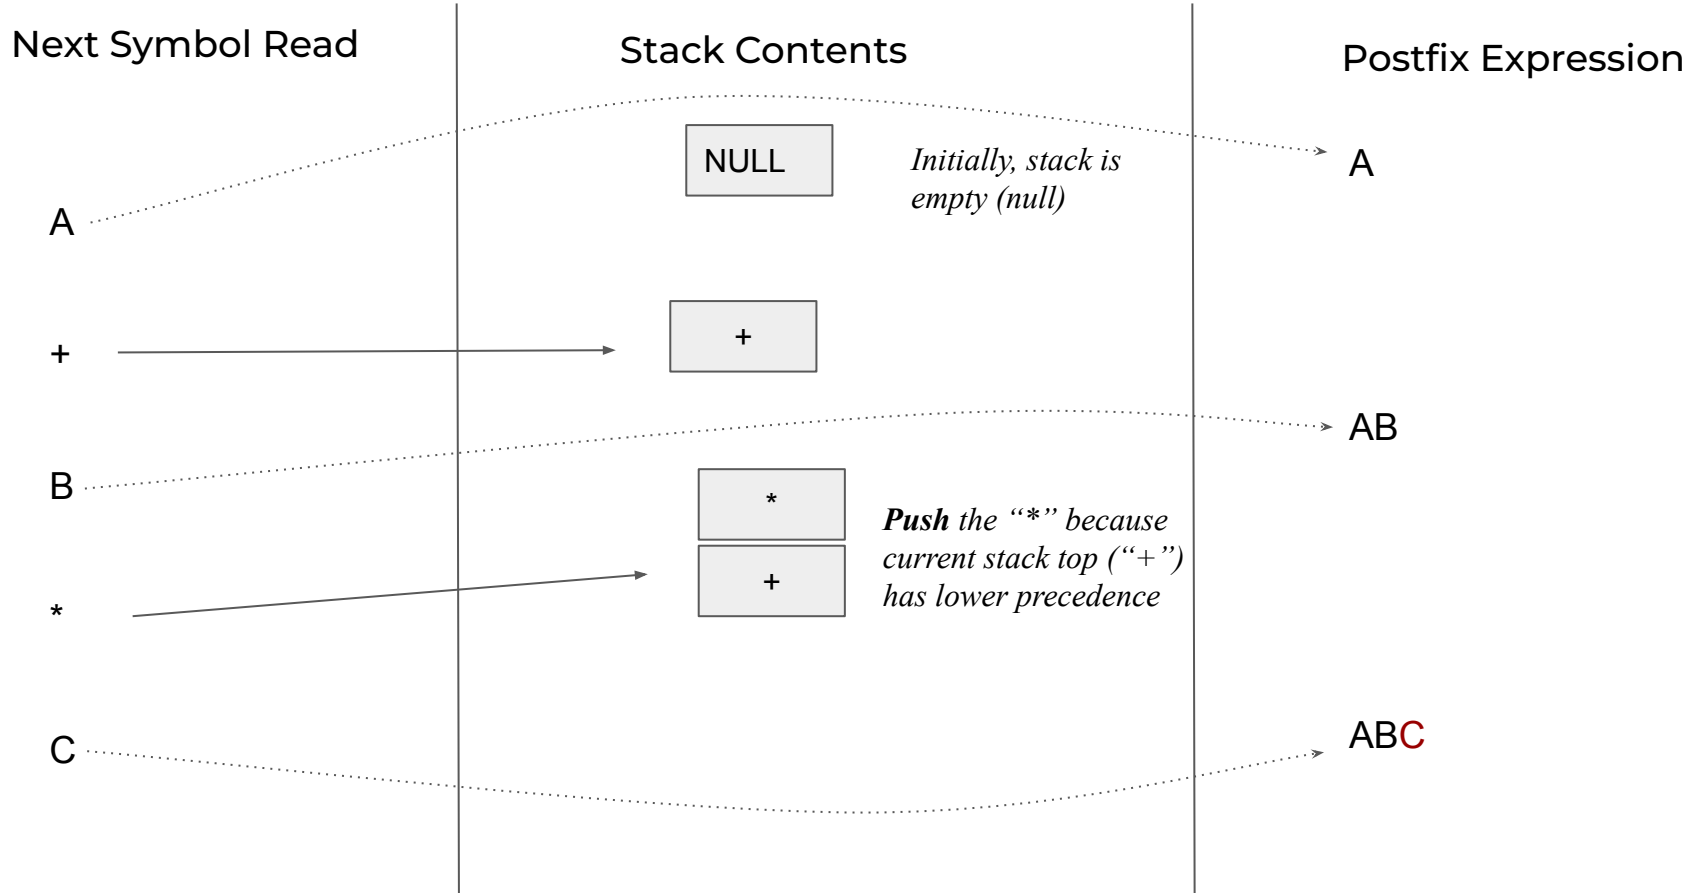 Next Symbol Read
Stack Contents
Postfix Expression
NULL
Initially, stack is
empty (null)
A
A
+
+
AB
B
*
Push the “*” because
current stack top (“+”)
has lower precedence
+
*
C
ABC